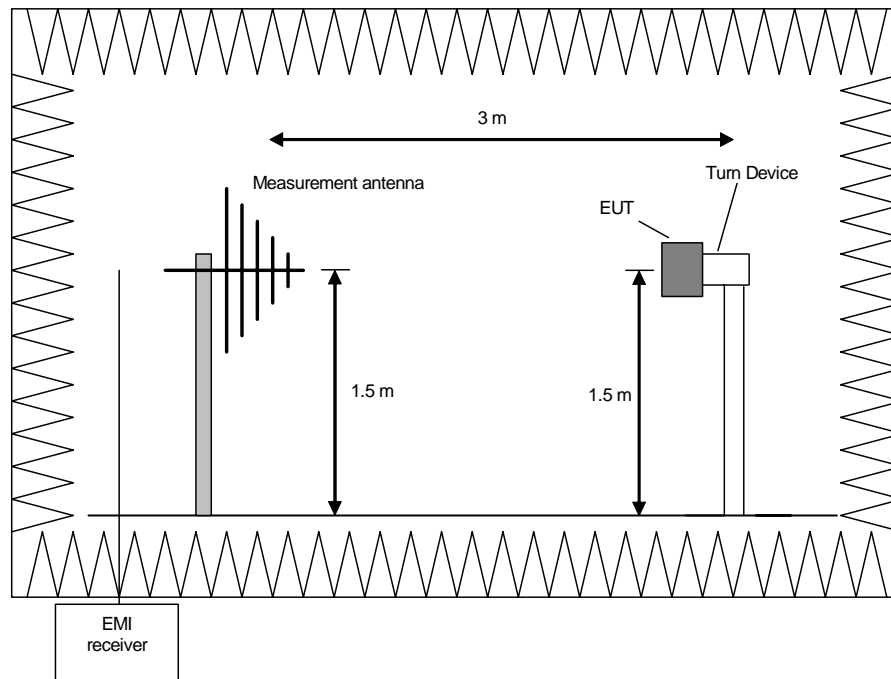 3 m
Measurement antenna
Turn Device
EUT
1.5 m
1.5 m
EMI
receiver